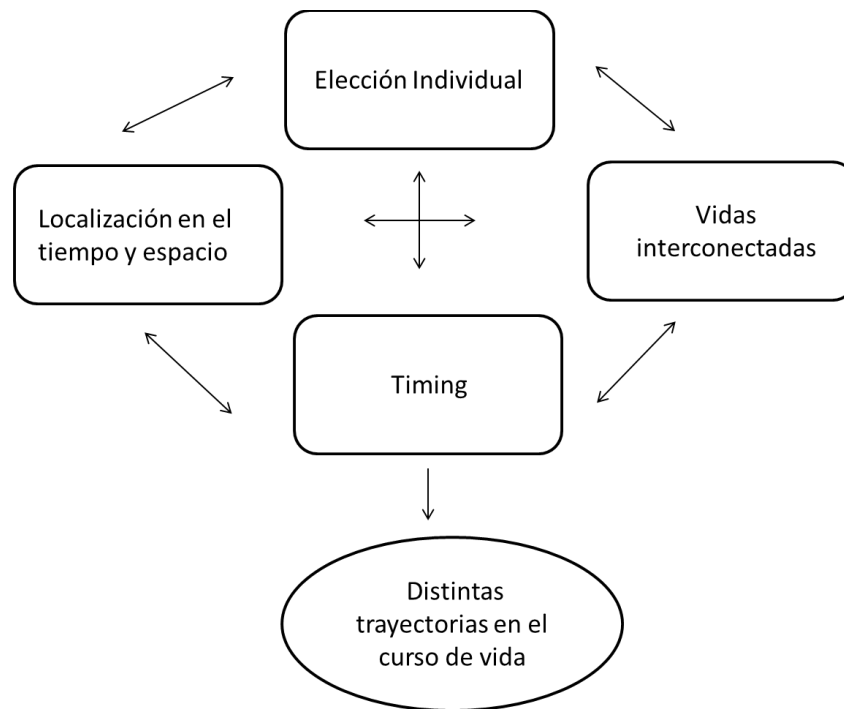 Elección Individual
Localización en el
tiempo y espacio
Vidas
interconectadas
Timing
Distintas
trayectorias en el
curso de vida